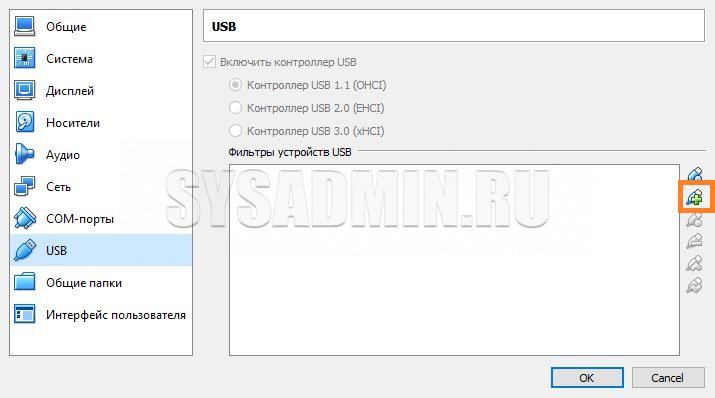 Общие
Система
Дисплей
Носители
Аудио
Сеть
COM-порты
USB
Общие папки
Интерфейс пользователя
USB
Включить контроллер USB
Контроллер USB 1.1 (OHCI)
Контроллер USB 2.0 (EHCI)
Контроллер USB 3.0 (xHCI)
Фильтры устройств USB
SYSADMIN.RU
OK
Cancel